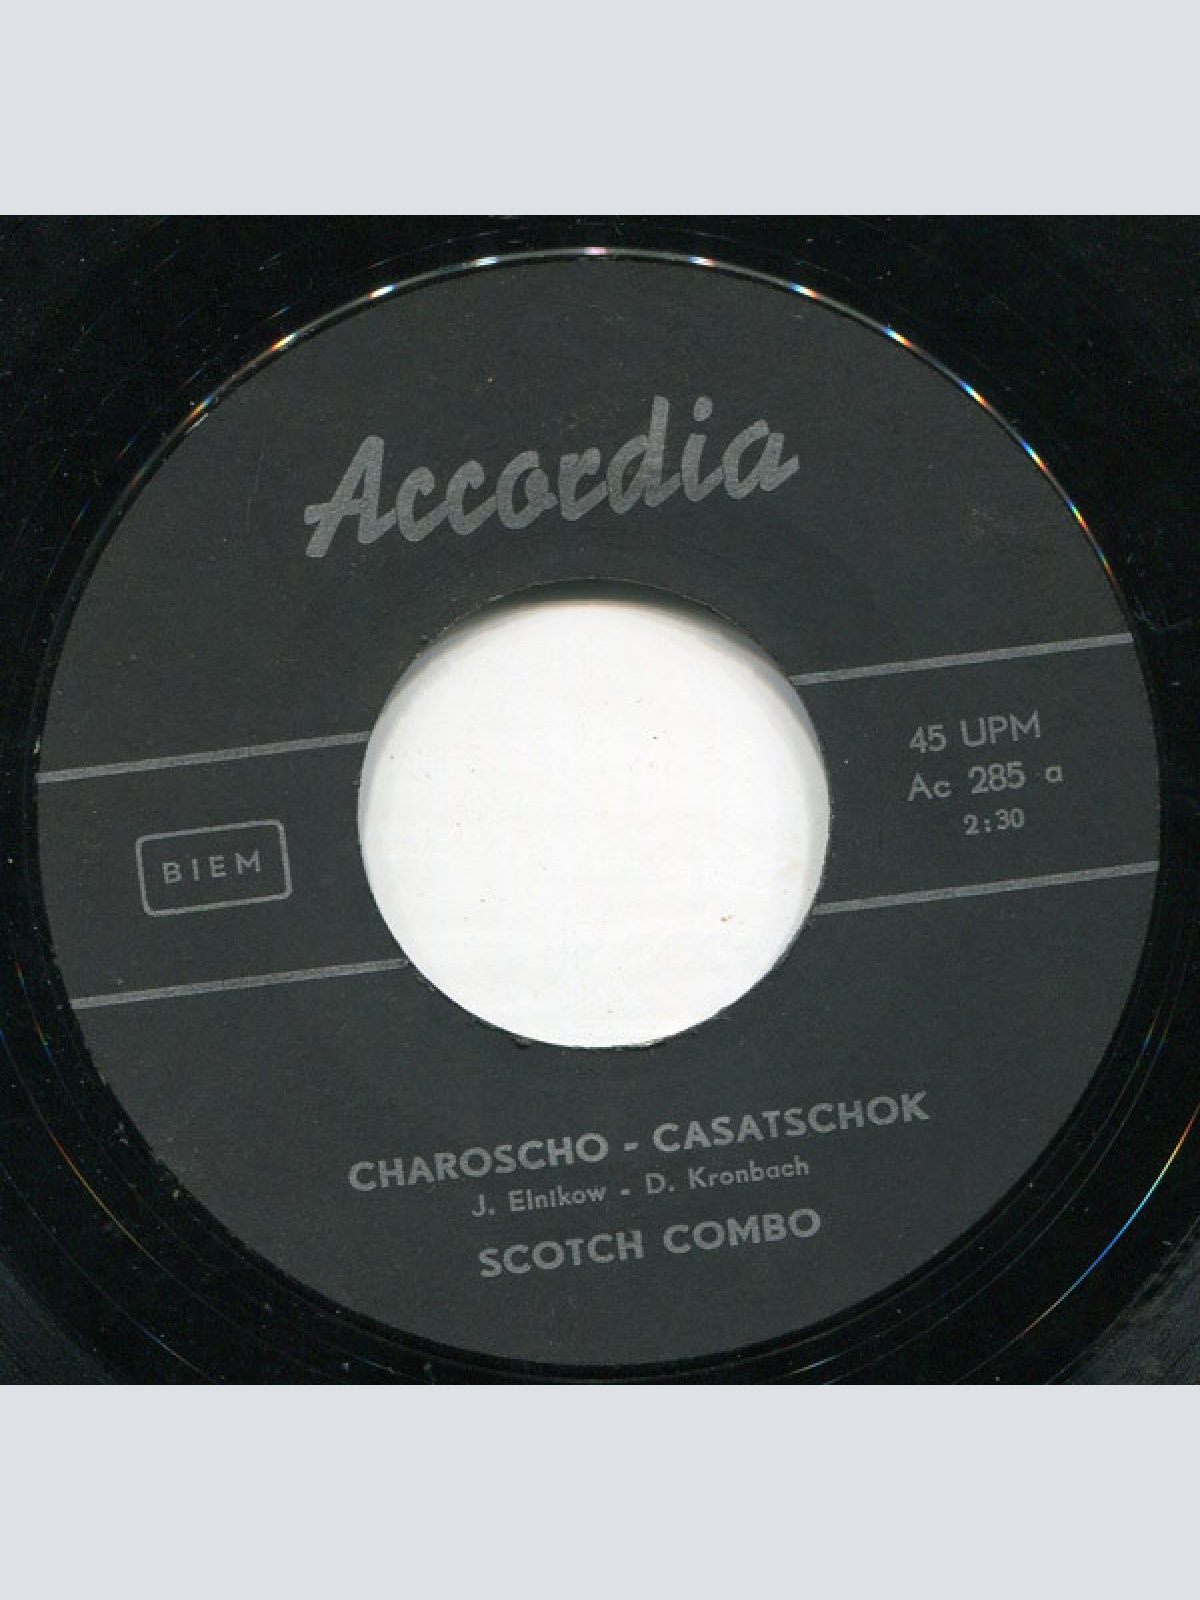 Accordia
45 UPM
Ac 285 a
2:30
BIEM
CHAROSCHO - CASATSCHOK
J. Elnikow - D. Kronbach
SCOTCH COMBO